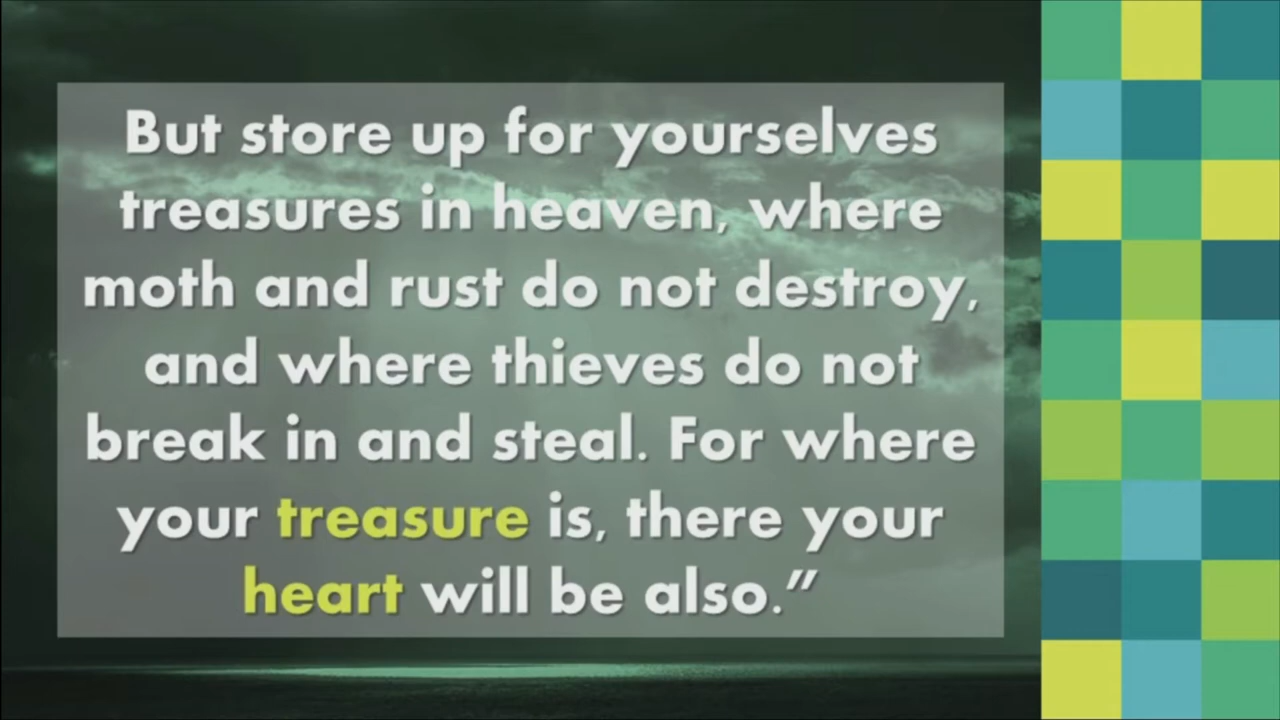 But store up for yourselves
treasures in heaven, where
moth and rust do not destroy,
and where thieves do not
break in and steal. For where
your treasure is, there your
heart will be also.”